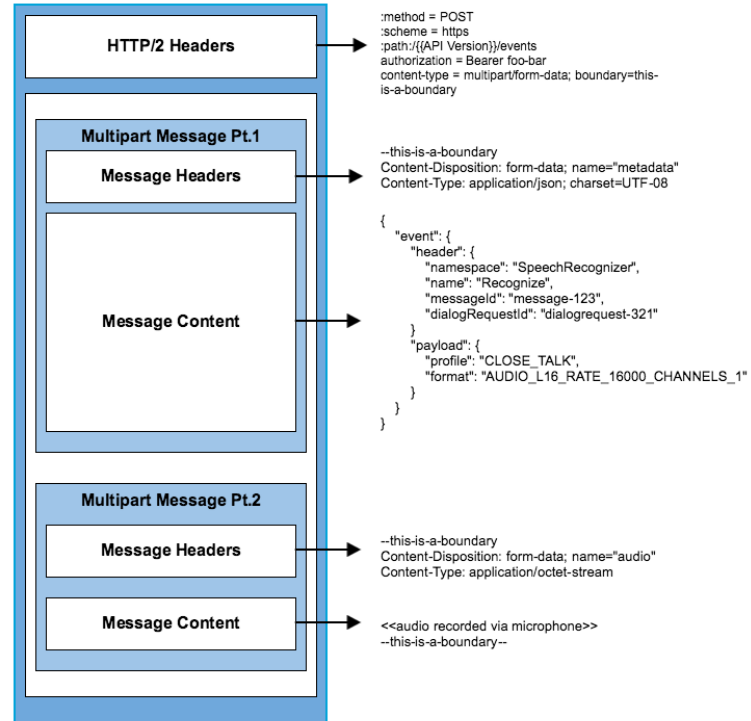 HTTP/2 Headers
:method = POST
:scheme = https
:path:/{{API Version}}/events
authorization = Bearer foo-bar
content-type = multipart/form-data; boundary=this-
is-a-boundary
Multipart Message Pt.1
Message Headers
--this-is-a-boundary
Content-Disposition: form-data; name="metadata"
Content-Type: application/json; charset=UTF-08
Message Content
{
"event": {
"header": {
"namespace": "SpeechRecognizer",
"name": "Recognize",
"messageId": "message-123",
"dialogRequestId": "dialogrequest-321"
}
"payload": {
"profile": "CLOSE_TALK",
"format": "AUDIO_L16_RATE_16000_CHANNELS_1"
}
}
}
Multipart Message Pt.2
Message Headers
--this-is-a-boundary
Content-Disposition: form-data; name="audio"
Content-Type: application/octet-stream
Message Content
<<audio recorded via microphone>>
--this-is-a-boundary--